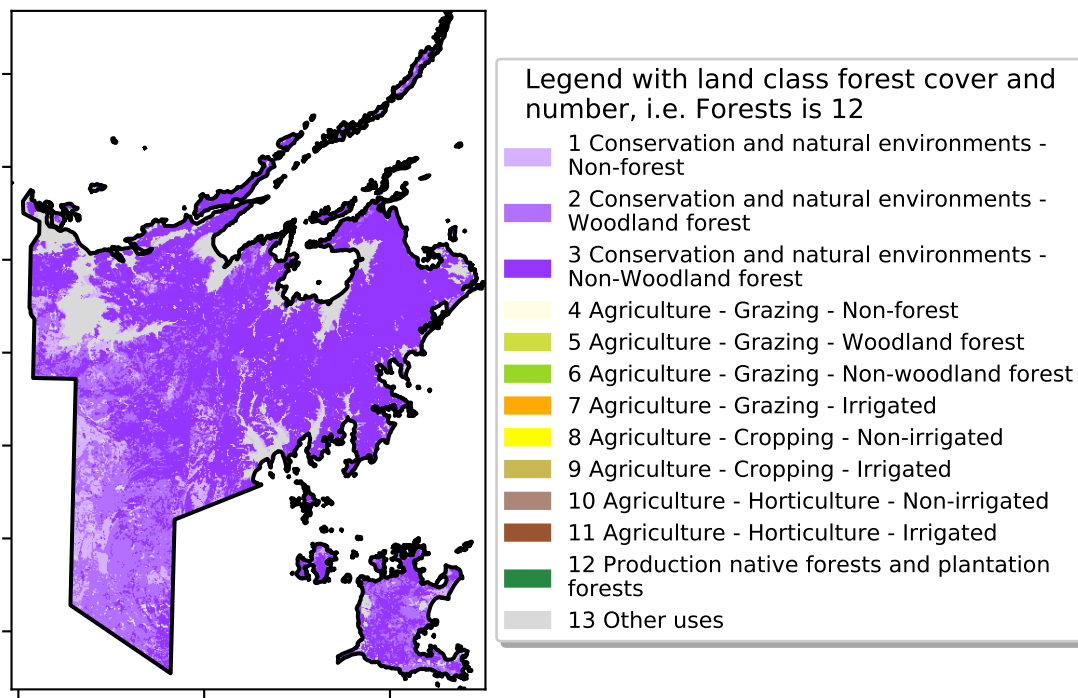 Legend with land class forest cover and
number, i.e. Forests is 12
1 Conservation and natural environments -
Non-forest
2 Conservation and natural environments -
Woodland forest
3 Conservation and natural environments -
Non-Woodland forest
4 Agriculture - Grazing - Non-forest
5 Agriculture - Grazing - Woodland forest
6 Agriculture - Grazing - Non-woodland forest
7 Agriculture - Grazing - Irrigated
8 Agriculture - Cropping - Non-irrigated
9 Agriculture - Cropping - Irrigated
10 Agriculture - Horticulture - Non-irrigated
11 Agriculture - Horticulture - Irrigated
12 Production native forests and plantation
forests
13 Other uses